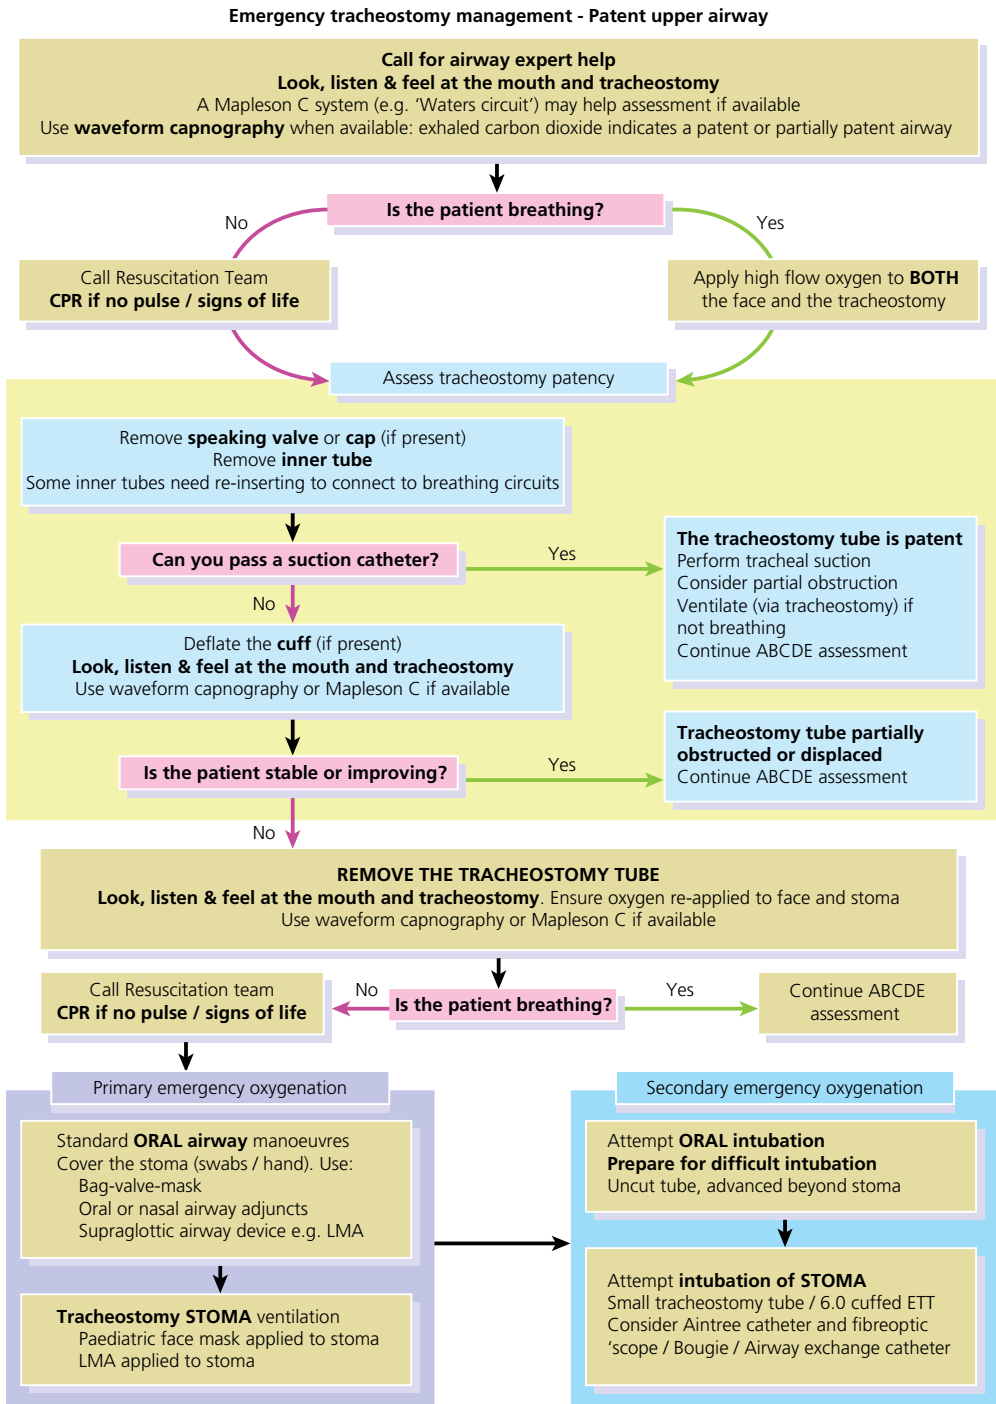 Emergency tracheostomy management - Patent upper airway
Call for airway expert help
Look, listen & feel at the mouth and tracheostomy
A Mapleson C system (e.g. ‘Waters circuit’) may help assessment if available
Use waveform capnography when available: exhaled carbon dioxide indicates a patent or partially patent airway
Is the patient breathing?
No
Yes
Call Resuscitation Team
CPR if no pulse / signs of life
Apply high flow oxygen to BOTH
the face and the tracheostomy
Assess tracheostomy patency
Remove speaking valve or cap (if present)
Remove inner tube
Some inner tubes need re-inserting to connect to breathing circuits
Can you pass a suction catheter?
Yes
The tracheostomy tube is patent
Perform tracheal suction
Consider partial obstruction
Ventilate (via tracheostomy) if
not breathing
Continue ABCDE assessment
No
Deflate the cuff (if present)
Look, listen & feel at the mouth and tracheostomy
Use waveform capnography or Mapleson C if available
Is the patient stable or improving?
Yes
Tracheostomy tube partially
obstructed or displaced
Continue ABCDE assessment
No
REMOVE THE TRACHEOSTOMY TUBE
Look, listen & feel at the mouth and tracheostomy. Ensure oxygen re-applied to face and stoma
Use waveform capnography or Mapleson C if available
Is the patient breathing?
No
Yes
Call Resuscitation team
CPR if no pulse / signs of life
Continue ABCDE
assessment
Primary emergency oxygenation
Standard ORAL airway manoeuvres
Cover the stoma (swabs / hand). Use:
Bag-valve-mask
Oral or nasal airway adjuncts
Supraglottic airway device e.g. LMA
Tracheostomy STOMA ventilation
Paediatric face mask applied to stoma
LMA applied to stoma
Secondary emergency oxygenation
Attempt ORAL intubation
Prepare for difficult intubation
Uncut tube, advanced beyond stoma
Attempt intubation of STOMA
Small tracheostomy tube / 6.0 cuffed ETT
Consider Aintree catheter and fibreoptic
‘scope / Bougie / Airway exchange catheter